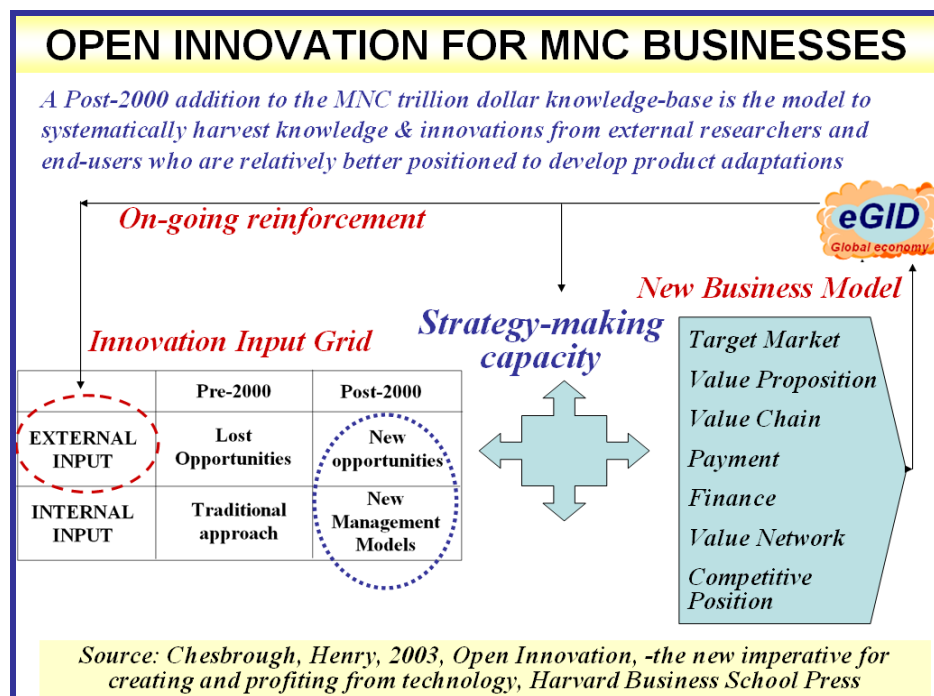 OPEN INNOVATION FOR MNC BUSINESSES
A Post-2000 addition to the MNC trillion dollar knowledge-base is the model to
systematically harvest knowledge & innovations from external researchers and
end-users who are relatively better positioned to develop product adaptations
On-going reinforcement
eGID
Global economy
New Business Model
Strategy-making
capacity
Innovation Input Grid
Pre-2000
Post-2000
EXTERNAL
INPUT
Lost
Opportunities
New
opportunities
INTERNAL
INPUT
Traditional
approach
New
Management
Models
Target Market
Value Proposition
Value Chain
Payment
Finance
Value Network
Competitive
Position
Source: Chesbrough, Henry, 2003, Open Innovation, -the new imperative for
creating and profiting from technology, Harvard Business School Press